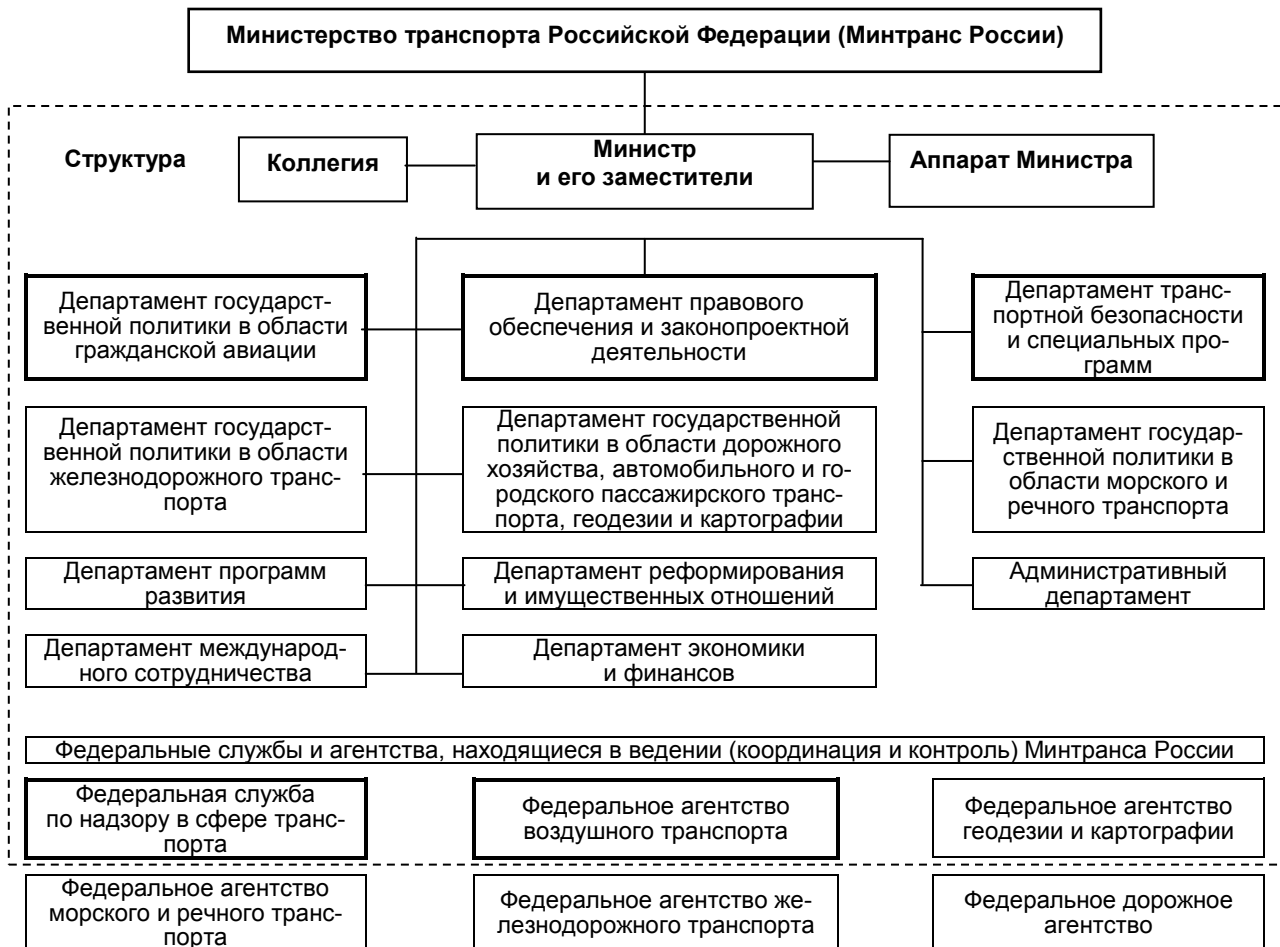 Министерство транспорта Российской Федерации (Минтранс России)
Структура
Коллегия
Министр
и его заместители
Аппарат Министра
Департамент государст-
венной политики в области
гражданской авиации
Департамент правового
обеспечения и законопроектной
деятельности
Департамент транс-
портной безопасности
и специальных про-
грамм
Департамент государст-
венной политики в области
железнодорожного транс-
порта
Департамент государственной
политики в области дорожного
хозяйства, автомобильного и го-
родского пассажирского транс-
порта, геодезии и картографии
Департамент государ-
ственной политики в
области морского и
речного транспорта
Департамент программ
развития
Департамент реформирования
и имущественных отношений
Административный
департамент
Департамент международ-
ного сотрудничества
Департамент экономики
и финансов
Федеральные службы и агентства, находящиеся в ведении (координация и контроль) Минтранса России
Федеральная служба
по надзору в сфере транс-
порта
Федеральное агентство
воздушного транспорта
Федеральное агентство
геодезии и картографии
Федеральное агентство
морского и речного транс-
порта
Федеральное агентство же-
лезнодорожного транспорта
Федеральное дорожное
агентство